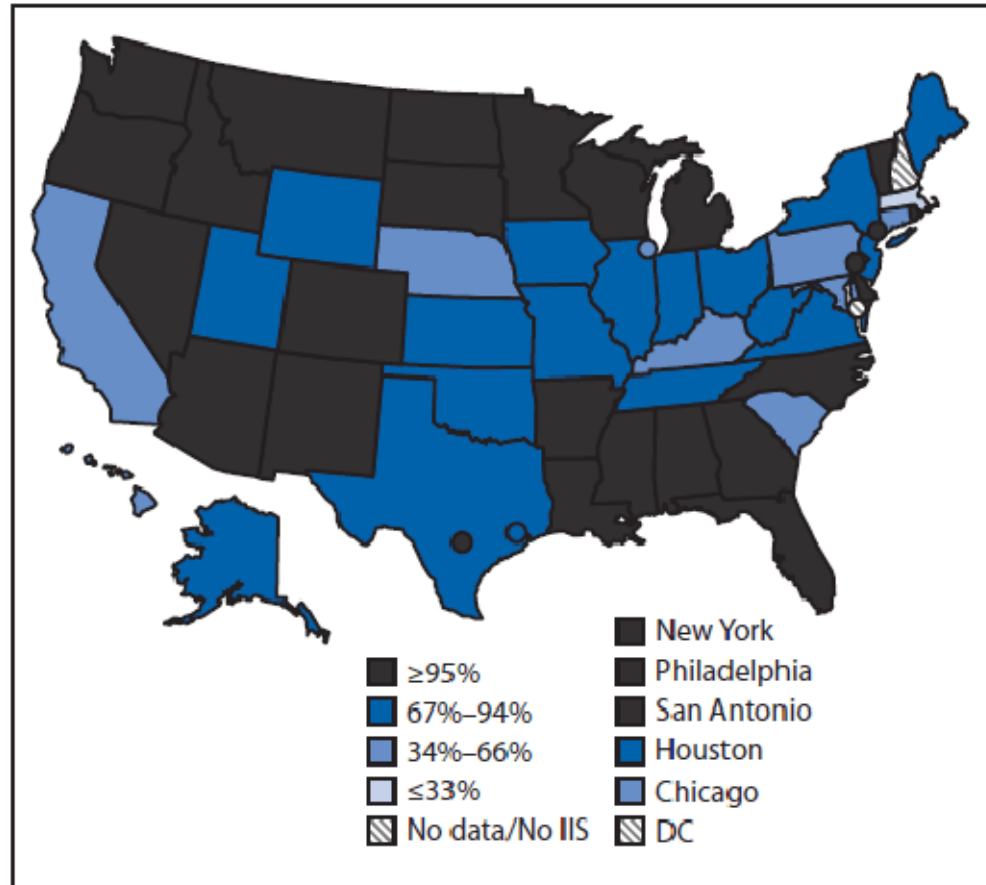 ≥95%
67%–94%
34%–66%
≤33%
No data/No IIS
New York
Philadelphia
San Antonio
Houston
Chicago
DC